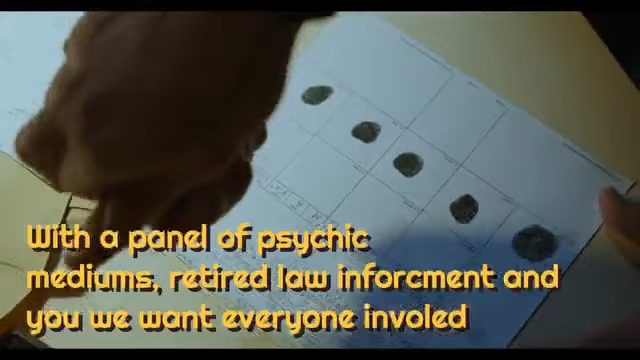 With a panel of psychic
mediums, retired law inforcment and
you we want everyone involed